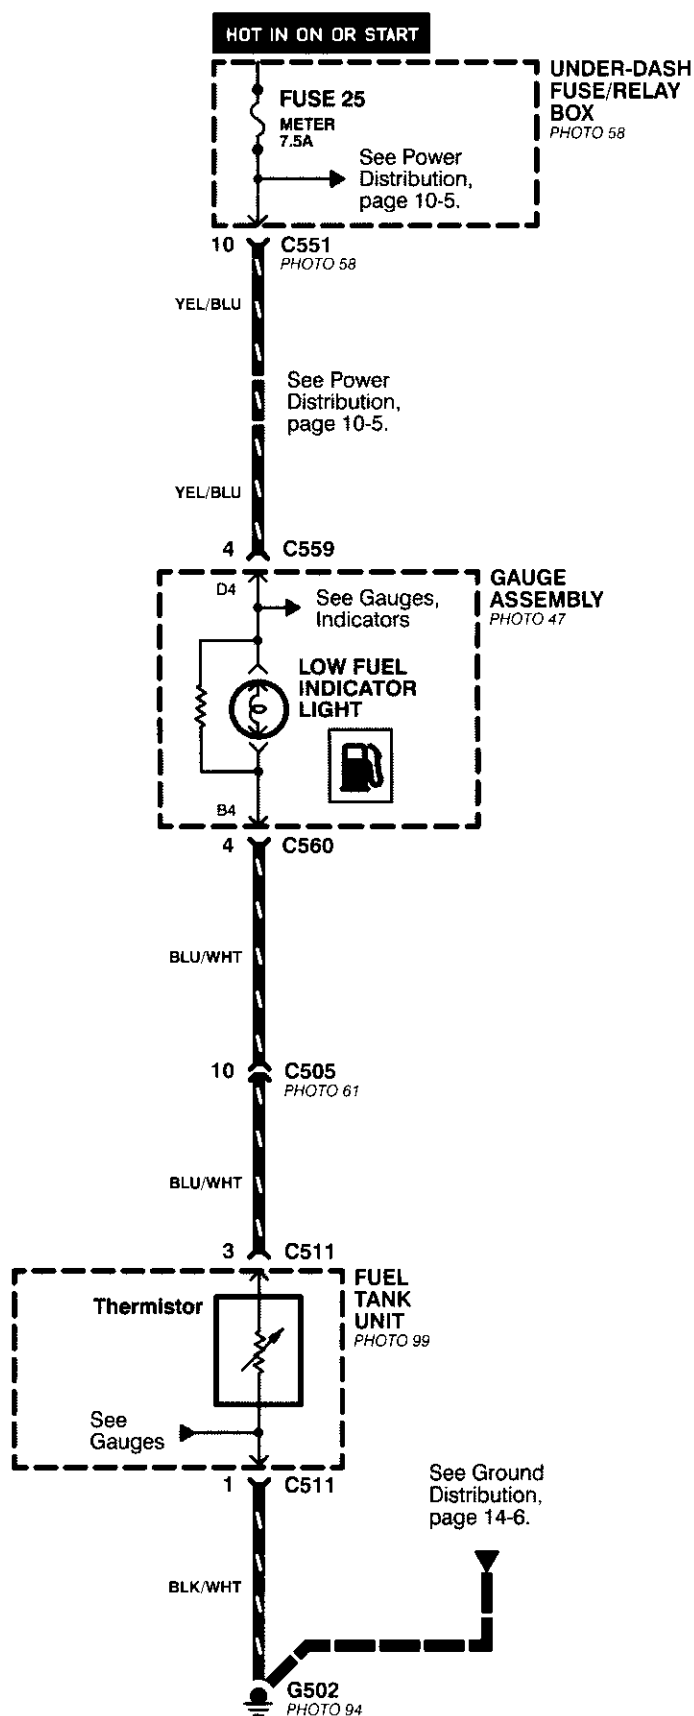 HOT IN ON OR START
UNDER-DASH
FUSE/RELAY
BOX
PHOTO 58
FUSE 25
METER
7.5A
See Power
Distribution,
page 10-5.
10 C551
PHOTO 58
YEL/BLU
See Power
Distribution,
page 10-5.
YEL/BLU
4 C559
GAUGE
ASSEMBLY
PHOTO 47
D4
See Gauges,
Indicators
LOW FUEL
INDICATOR
LIGHT
B4
4 C560
BLU/WHT
10 C505
PHOTO 61
BLU/WHT
3 C511
FUEL
TANK
UNIT
PHOTO 99
Thermistor
See
Gauges
1 C511
See Ground
Distribution,
page 14-6.
BLK/WHT
G502
PHOTO 94